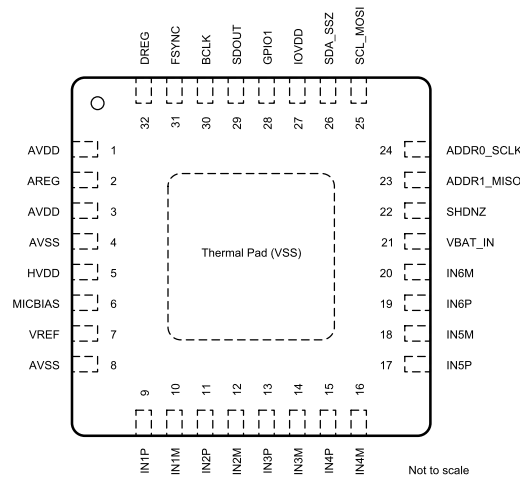 DREG
FSYNC
BCLK
SDOUT
GPIO1
IOVDD
SDA_SSZ
SCL_MOSI
32
31
30
29
28
27
26
25
AVDD 1
AREG 2
AVDD 3
AVSS 4
HVDD 5
MICBIAS 6
VREF 7
AVSS 8
Thermal Pad (VSS)
24 ADDR0_SCLK
23 ADDR1_MISO
22 SHDNZ
21 VBAT_IN
20 IN6M
19 IN6P
18 IN5M
17 IN5P
9
10
11
12
13
14
15
16
IN1P
IN1M
IN2P
IN2M
IN3P
IN3M
IN4P
IN4M
Not to scale